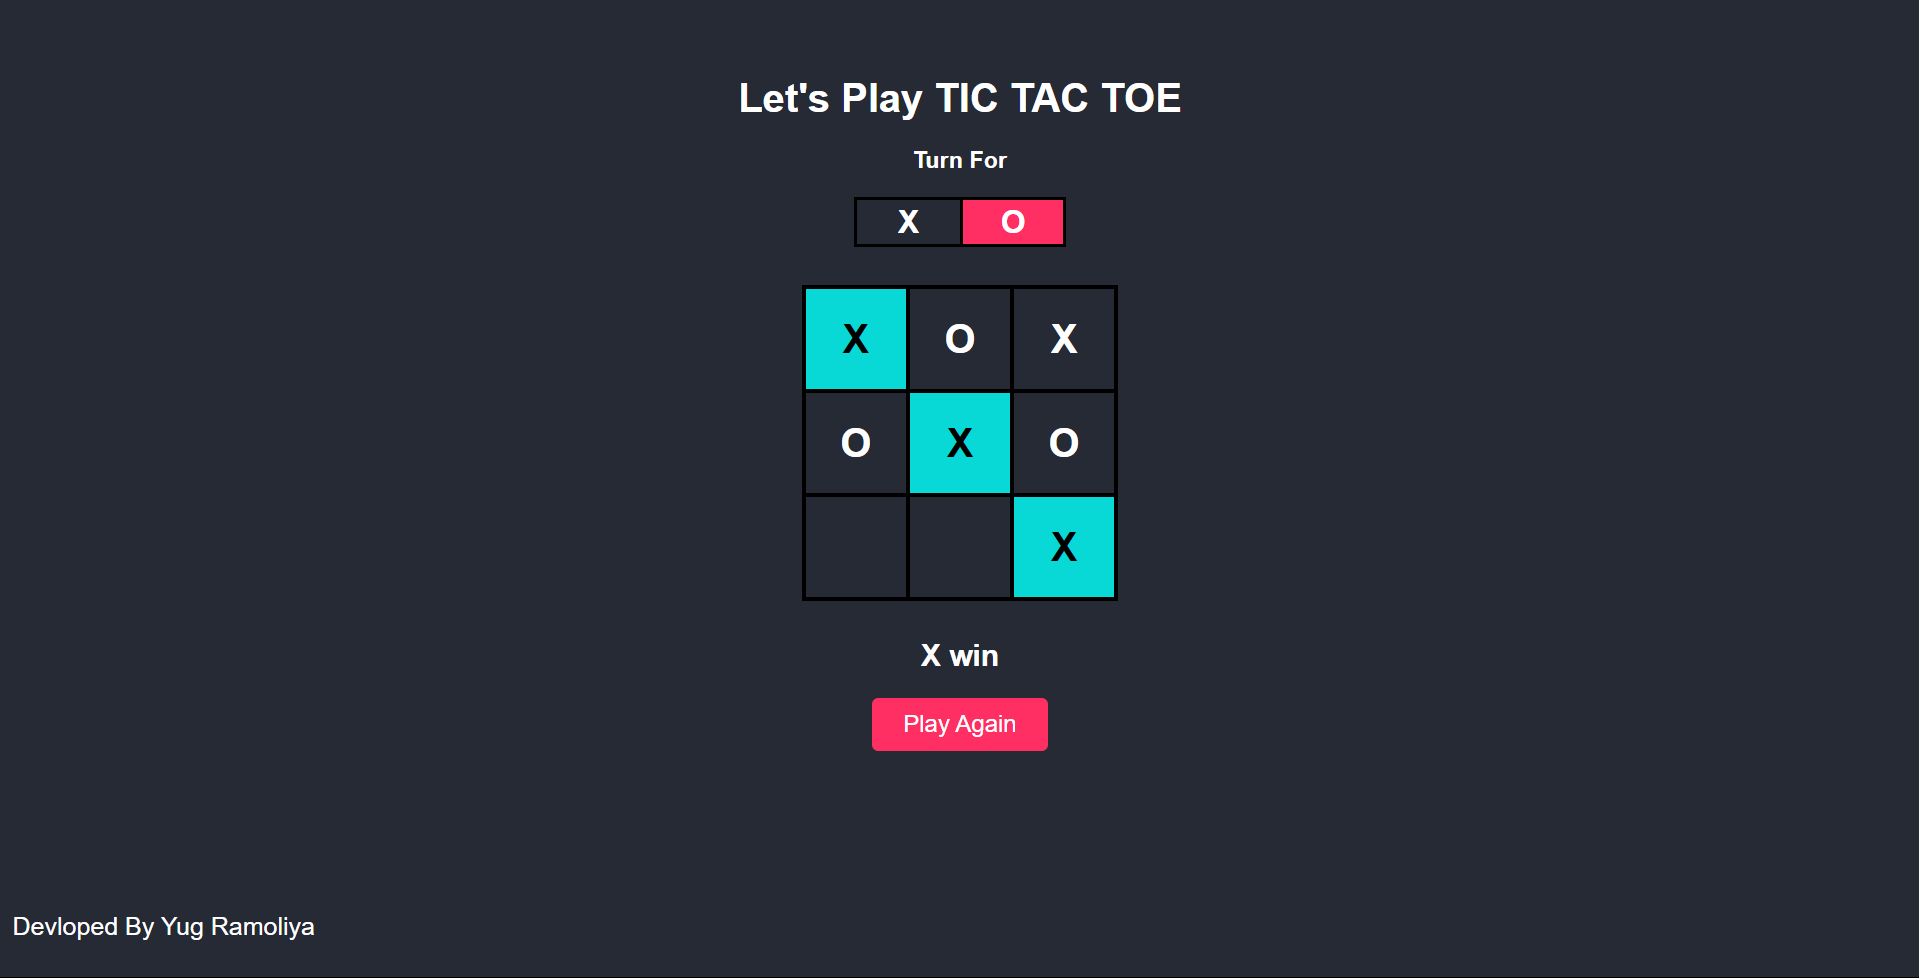 Let's Play TIC TAC TOE
Turn For
X O
X O X
O X O
X
X win
Play Again
Devloped By Yug Ramoliya